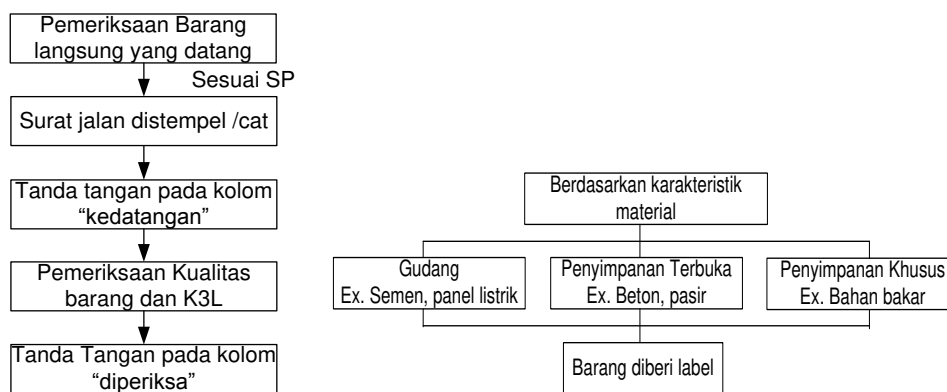 Pemeriksaan Barang
langsung yang datang
Sesuai SP
Surat jalan distempel /cat
Tanda tangan pada kolom
“kedatangan”
Pemeriksaan Kualitas
barang dan K3L
Tanda Tangan pada kolom
“diperiksa”
Berdasarkan karakteristik
material
Gudang
Ex. Semen, panel listrik
Penyimpanan Terbuka
Ex. Beton, pasir
Penyimpanan Khusus
Ex. Bahan bakar
Barang diberi label